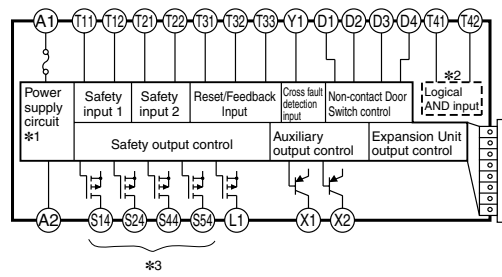 A1 T11 T12 T21 T22 T31 T32 T33 Y1 D1 D2 D3 D4 T41 T42
*2
Power supply circuit *1
Safety input 1
Safety input 2
Reset/Feedback Input
Cross fault detection input
Non-contact Door Switch control
Logical AND input
Safety output control
Auxiliary output control
Expansion Unit output control
A2 S14 S24 S44 S54 L1 X1 X2
*3